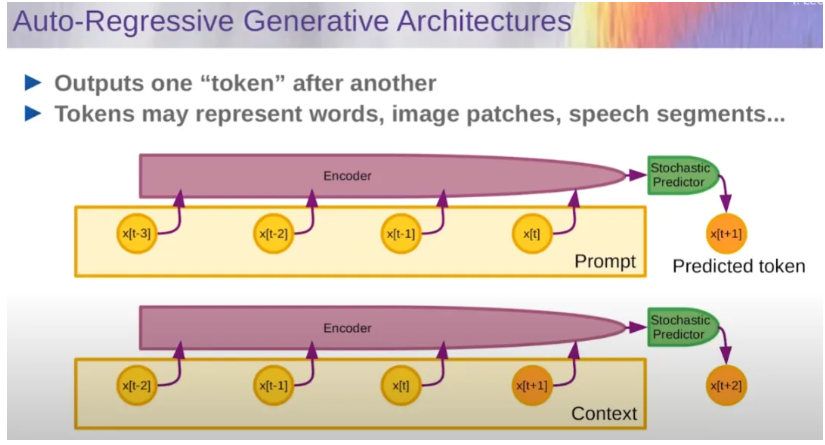 Auto-Regressive Generative Architectures
Outputs one “token” after another
Tokens may represent words, image patches, speech segments...
Encoder
Stochastic
Predictor
x[t-3]
x[t-2]
x[t-1]
x[t]
x[t+1]
Prompt
Predicted token
Encoder
Stochastic
Predictor
x[t-2]
x[t-1]
x[t]
x[t+1]
x[t+2]
Context